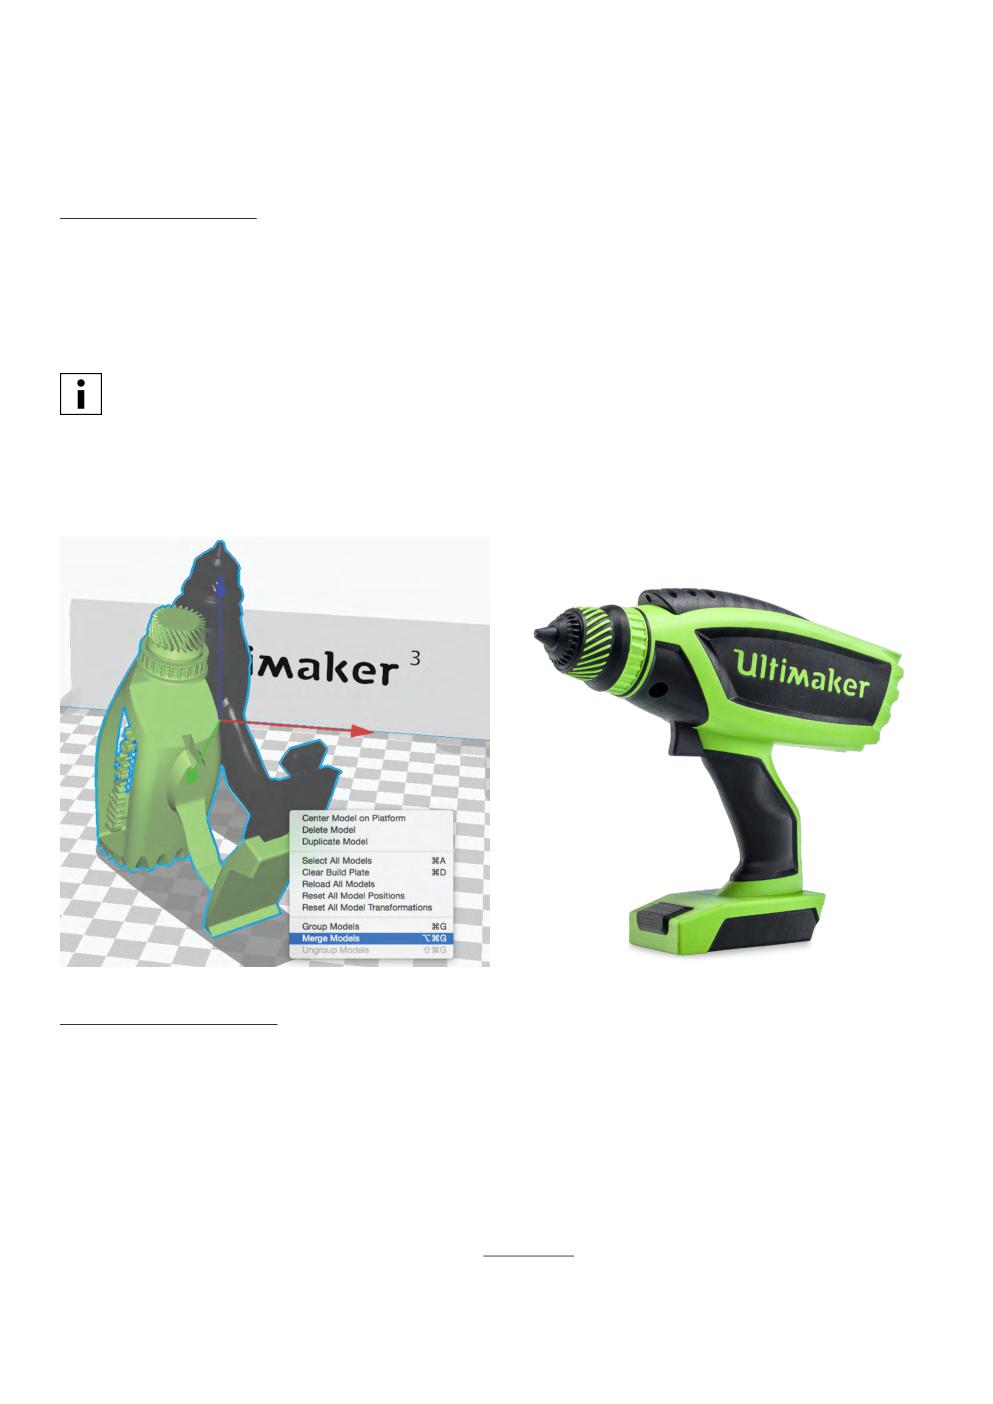 i
imaker 3
Center Model on Platform
Delete Model
Duplicate Model
Select All Models ⌘A
Clear Build Plate ⌘D
Reload All Models
Reset All Model Positions
Reset All Model Transformations
Group Models ⌘G
Merge Models ⌥⌘G
Ungroup Models ⇧⌘G
Ultimaker